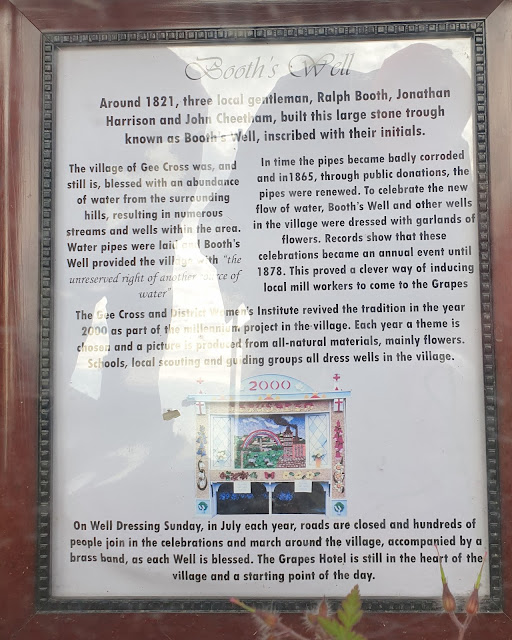 Booth's Well
Around 1821, three local gentleman, Ralph Booth, Jonathan
Harrison and John Cheetham, built this large stone trough
known as Booth's Well, inscribed with their initials.
The village of Gee Cross was, and
still is, blessed with an abundance
of water from the surrounding
hills, resulting in numerous
streams and wells within the area.
Water pipes were laid and Booth's
Well provided the village with "the
unreserved right of another source of
water"
In time the pipes became badly corroded
and in1865, through public donations, the
pipes were renewed. To celebrate the new
flow of water, Booth's Well and other wells
in the village were dressed with garlands of
flowers. Records show that these
celebrations became an annual event until
1878. This proved a clever way of inducing
local mill workers to come to the Grapes
The Gee Cross and District Women's Institute revived the tradition in the year
2000 as part of the millennium project in the village. Each year a theme is
chosen and a picture is produced from all-natural materials, mainly flowers.
Schools, local scouting and guiding groups all dress wells in the village.
2000
On Well Dressing Sunday, in July each year, roads are closed and hundreds of
people join in the celebrations and march around the village, accompanied by a
brass band, as each Well is blessed. The Grapes Hotel is still in the heart of the
village and a starting point of the day.